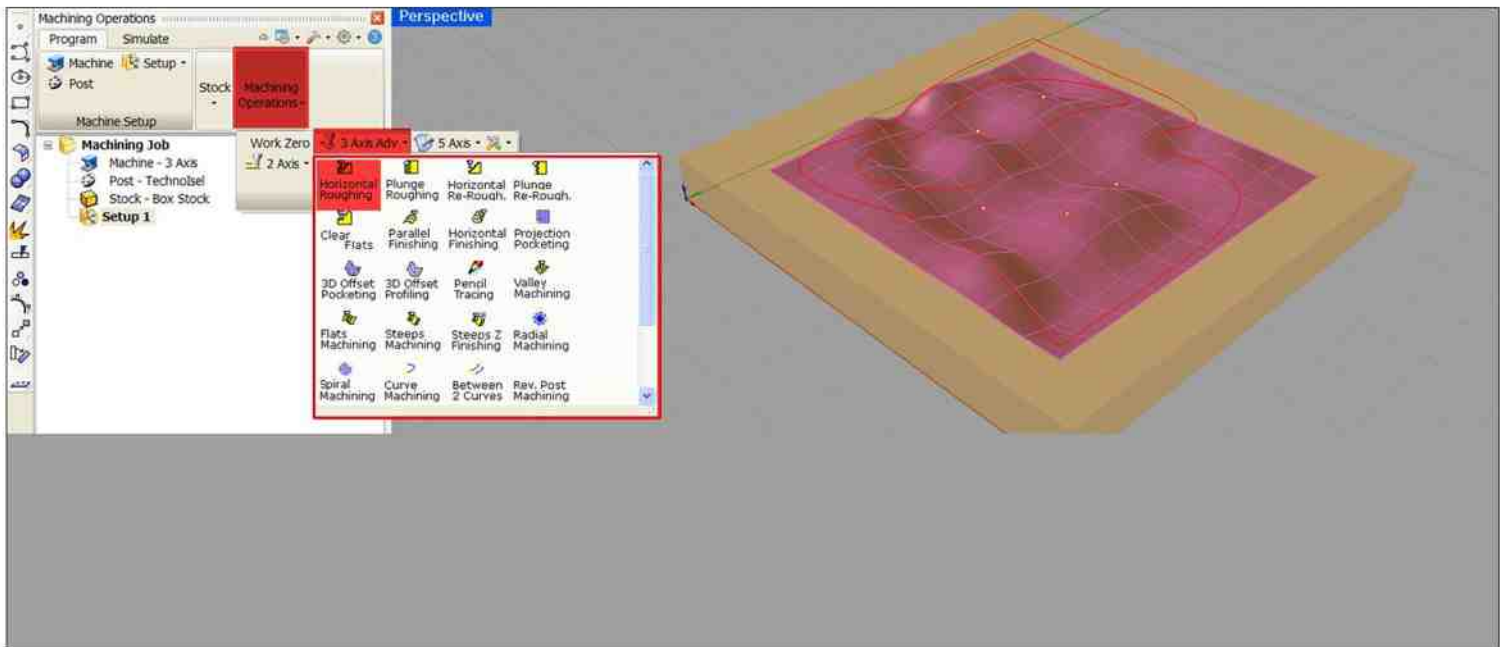 Machining Operations
Perspective
Program Simulate
Machine Setup
Post
Stock
Machining
Operations
Machine Setup
Machining Job
Machine - 3 Axis
Post - TechnoIsel
Stock - Box Stock
Setup 1
Work Zero
3 Axis Adv
5 Axis
2 Axis
Horizontal Roughing
Plunge Roughing
Horizontal Re-Rough.
Plunge Re-Rough.
Clear Flats
Parallel Finishing
Horizontal Finishing
Projection Pocketing
3D Offset Pocketing
3D Offset Profiling
Pencil Tracing
Valley Machining
Flats Machining
Steeps Machining
Steeps Z Finishing
Radial Machining
Spiral Machining
Curve Machining
Between 2 Curves
Rev. Post Machining